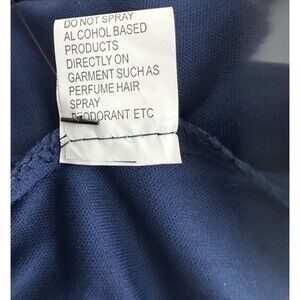 DO NOT SPRAY
AL COHOL BASED
PRODUCTS
DIRECTLY ON
GARMENT SUCH AS
PERFUME HAIR
SPRAY
DEODORANT ETC